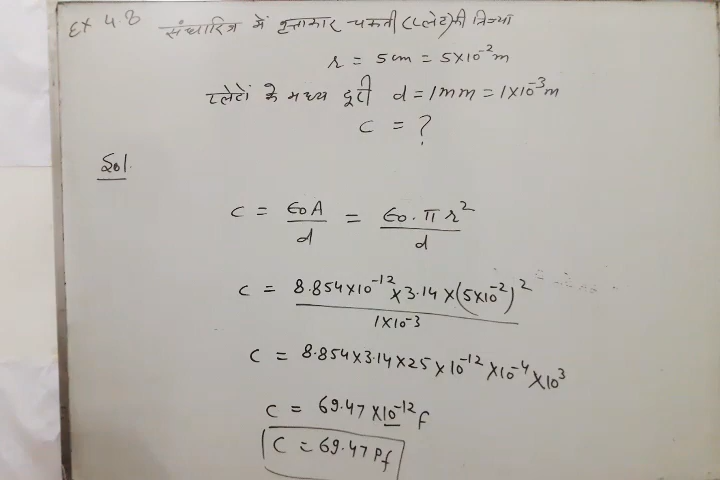 Ex 4.8 संधारित्र में वृत्ताकार चकती (प्लेट) की त्रिज्या
r = 5cm = 5×10⁻²m
प्लेटों के मध्य दूरी d = 1mm = 1×10⁻³m
C = ?
Sol.
C = ϵ₀A/d = ϵ₀.πr²/d
C = 8.854×10⁻¹²×3.14×(5×10⁻²)²/1×10⁻³
C = 8.854×3.14×25×10⁻¹²×10⁻⁴×10³
C = 69.47×10⁻¹²f
C = 69.47Pf